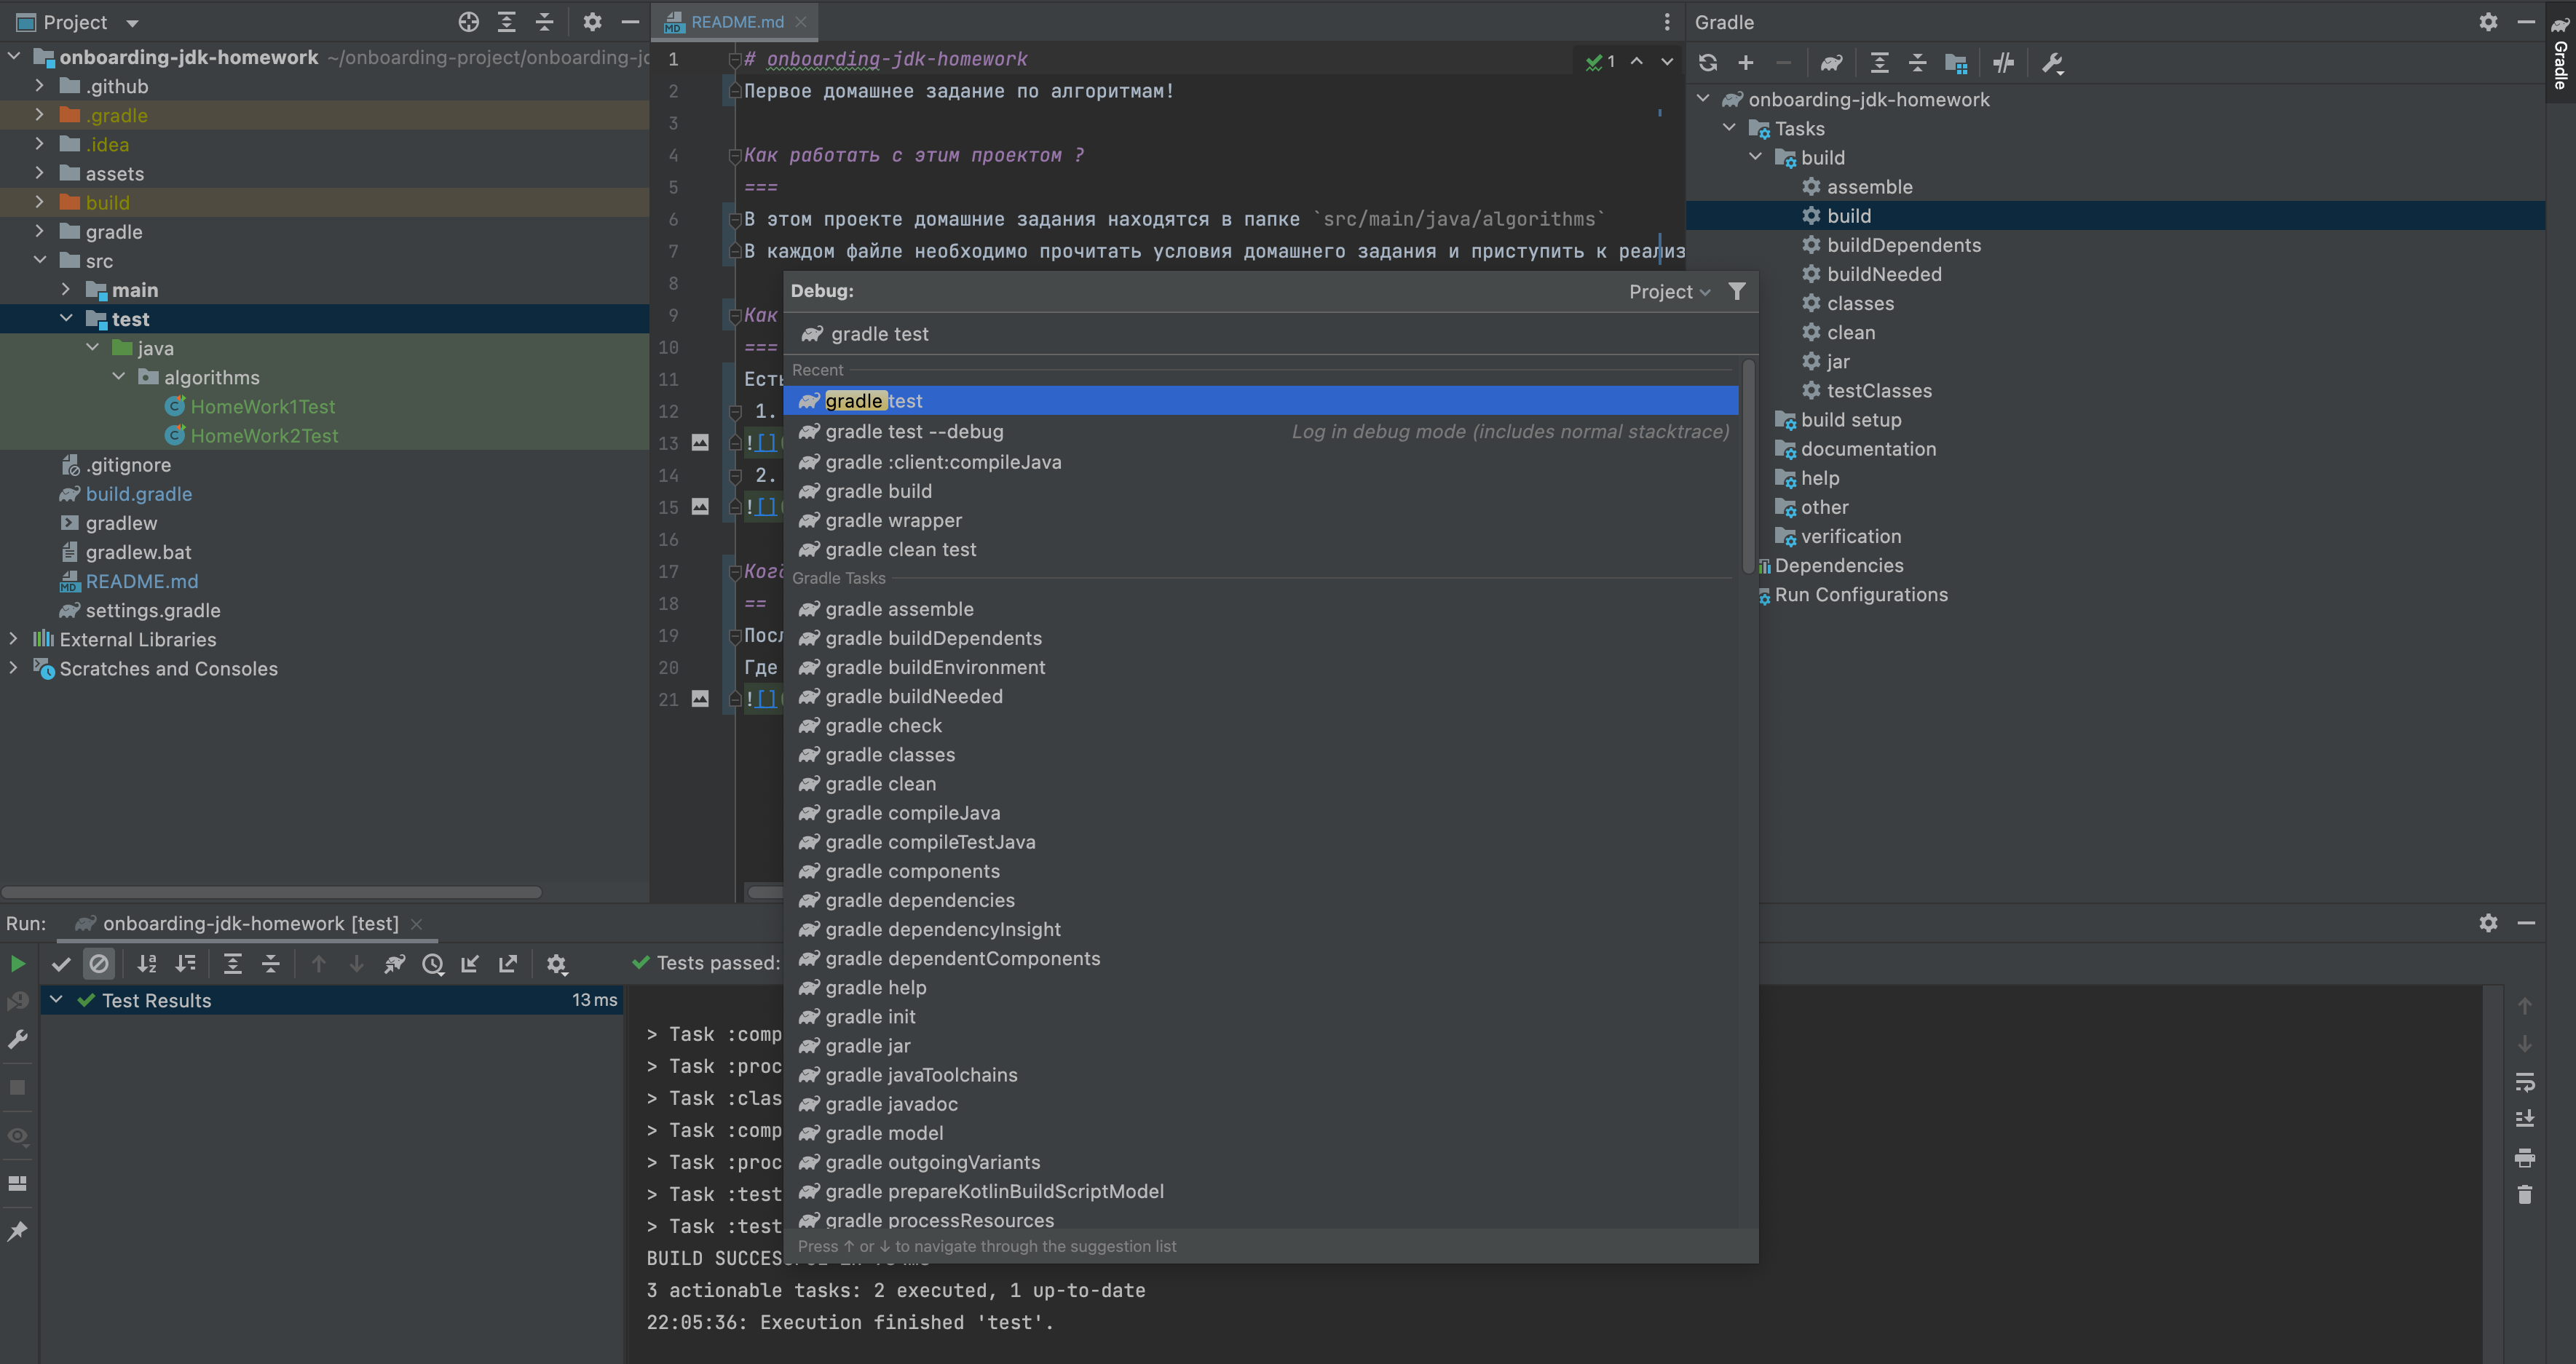 Project
onboarding-jdk-homework ~/onboarding-project/onboarding-jd
.github
.gradle
.idea
assets
build
gradle
src
main
test
java
algorithms
HomeWork1Test
HomeWork2Test
.gitignore
build.gradle
gradlew
gradlew.bat
README.md
settings.gradle
External Libraries
Scratches and Consoles
README.md
1
1 # onboarding-jdk-homework
2 Первое домашнее задание по алгоритмам!
3
4 Как работать с этим проектом ?
5 ===
6 В этом проекте домашние задания находятся в папке `src/main/java/algorithms`
7 В каждом файле необходимо прочитать условия домашнего задания и приступить к реализ
8
9 Как
10 ===
11 Есть
12 1.
13 ![]
14 2.
15 ![]
16
17 Когд
18 ==
19 Посл
20 Где
21 ![]
Debug:
Project
gradle test
Recent
gradle test
gradle test --debug Log in debug mode (includes normal stacktrace)
gradle :client:compileJava
gradle build
gradle wrapper
gradle clean test
Gradle Tasks
gradle assemble
gradle buildDependents
gradle buildEnvironment
gradle buildNeeded
gradle check
gradle classes
gradle clean
gradle compileJava
gradle compileTestJava
gradle components
gradle dependencies
gradle dependencyInsight
gradle dependentComponents
gradle help
gradle init
gradle jar
gradle javaToolchains
gradle javadoc
gradle model
gradle outgoingVariants
gradle prepareKotlinBuildScriptModel
gradle processResources
Press ↑ or ↓ to navigate through the suggestion list
Gradle
onboarding-jdk-homework
Tasks
build
assemble
build
buildDependents
buildNeeded
classes
clean
jar
testClasses
build setup
documentation
help
other
verification
Dependencies
Run Configurations
Gradle
Run: onboarding-jdk-homework [test]
Tests passed:
Test Results 13 ms
> Task :comp
> Task :proc
> Task :clas
> Task :comp
> Task :proc
> Task :test
> Task :test
BUILD SUCCES
3 actionable tasks: 2 executed, 1 up-to-date
22:05:36: Execution finished 'test'.